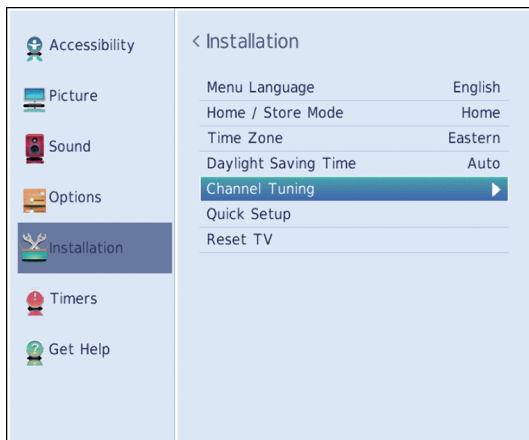 Accessibility
Picture
Sound
Options
Installation
Timers
Get Help
< Installation
Menu Language English
Home / Store Mode Home
Time Zone Eastern
Daylight Saving Time Auto
Channel Tuning
Quick Setup
Reset TV